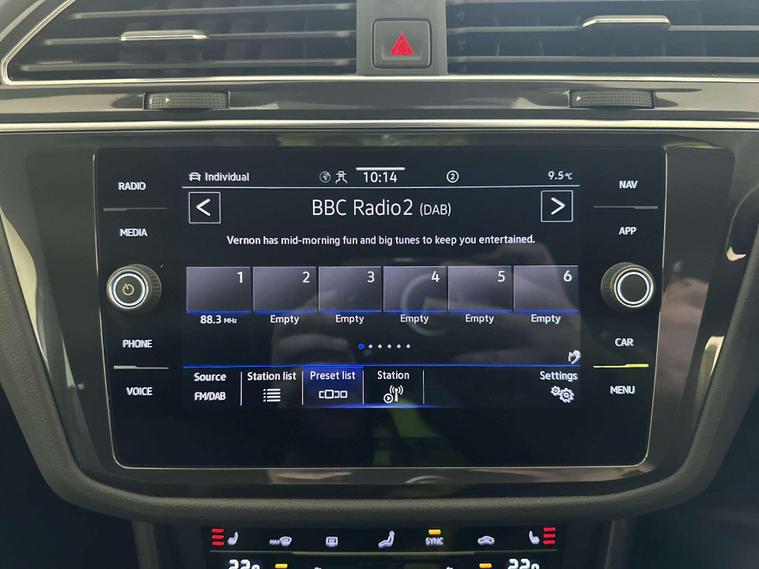 Individual 10:14 2 9.5°C
RADIO
NAV
BBC Radio2 (DAB)
MEDIA
APP
Vernon has mid-morning fun and big tunes to keep you entertained.
1 2 3 4 5 6
88.3 MHz Empty Empty Empty Empty Empty
PHONE
CAR
Source Station list Preset list Station Settings
FM/DAB
VOICE
MENU
MAX
SYNC